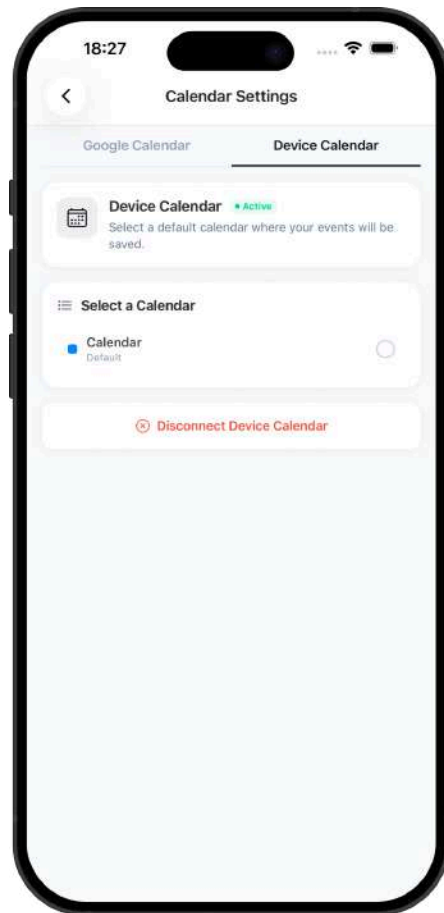 18:27
Calendar Settings
Google Calendar
Device Calendar
Device Calendar
Active
Select a default calendar where your events will be
saved.
Select a Calendar
Calendar
Default
Disconnect Device Calendar